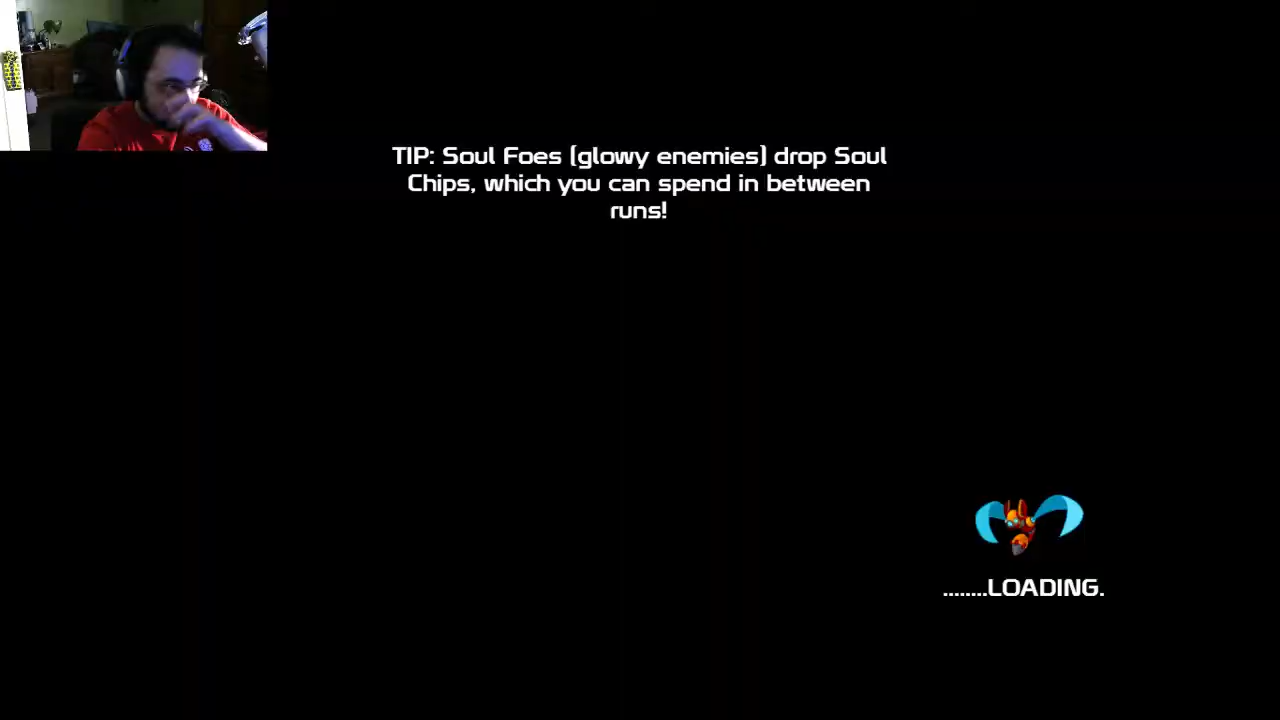 TIP: Soul Foes (glowy enemies) drop Soul
Chips, which you can spend in between
runs!
........LOADING.